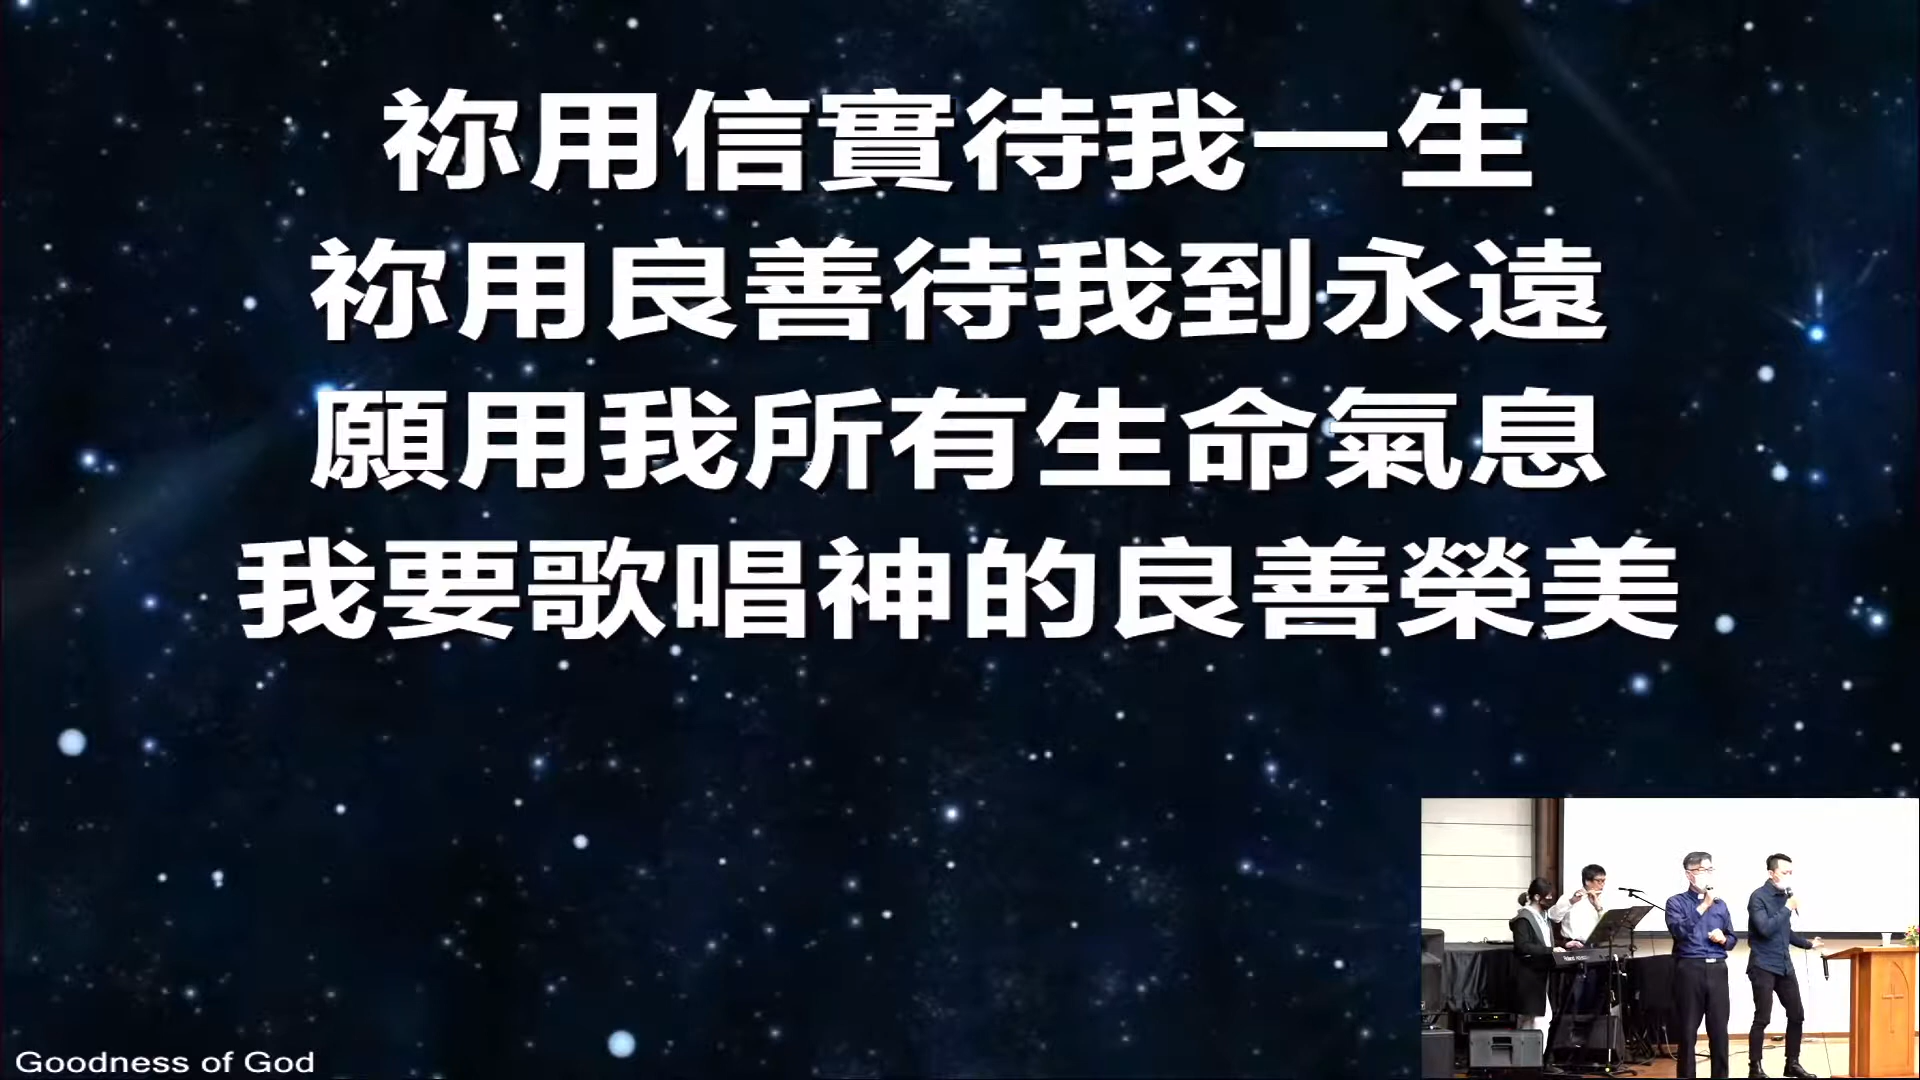 祢用信實待我一生
祢用良善待我到永遠
願用我所有生命氣息
我要歌唱神的良善榮美
Goodness of God